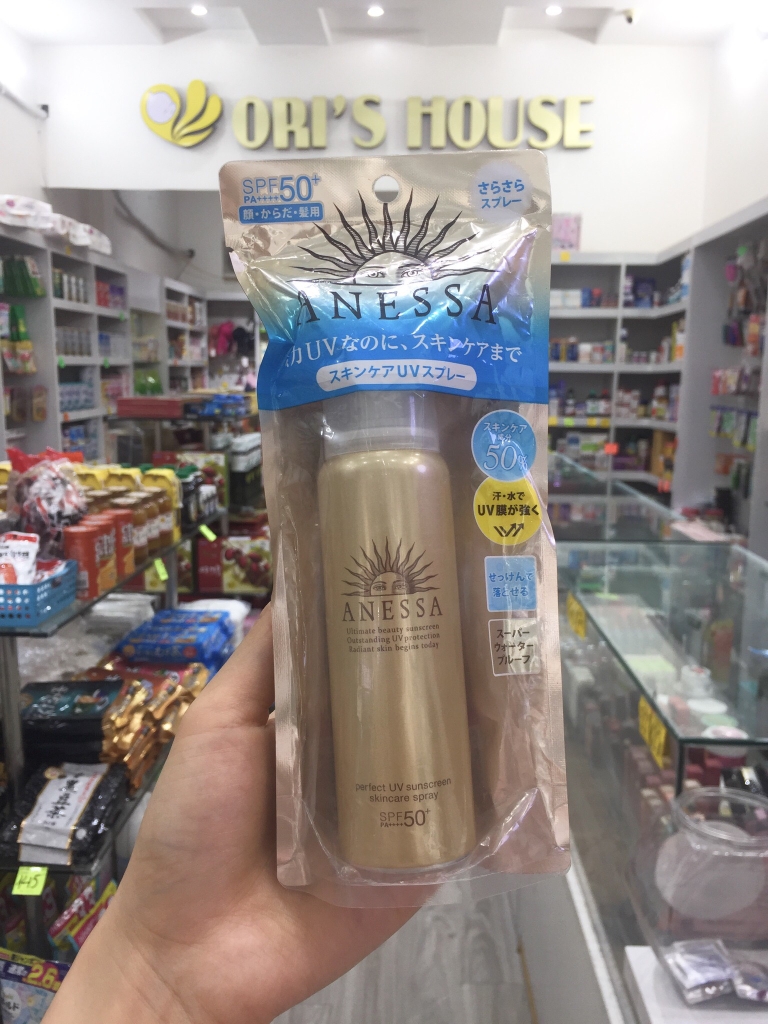 ORI'S HOUSE
SPF50+
PA++++
顔・からだ・髪用
さらさら
スプレー
ANESSA
力UVなのに、スキンケアまで
スキンケアUVスプレー
スキンケア
50%
汗・水で
UV膜が強く
せっけんで
落とせる
スーパー
ウォーター
プルーフ
ANESSA
Ultimate beauty sunscreen
Outstanding UV protection
Radiant skin begins today
perfect UV sunscreen
skincare spray
SPF50+
PA++++